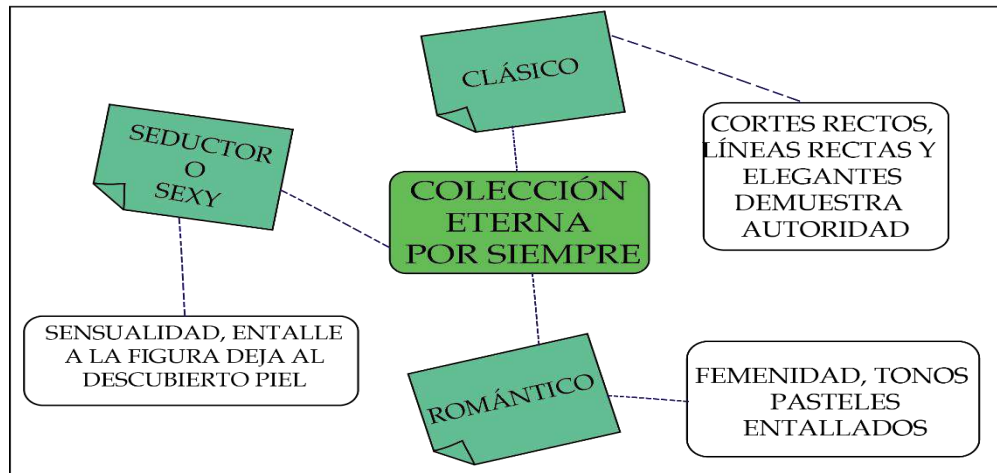 CLÁSICO
CORTES RECTOS,
LÍNEAS RECTAS Y
ELEGANTES
DEMUESTRA
AUTORIDAD
SEDUCTOR
O
SEXY
COLECCIÓN
ETERNA
POR SIEMPRE
SENSUALIDAD, ENTALLE
A LA FIGURA DEJA AL
DESCUBIERTO PIEL
ROMÁNTICO
FEMENIDAD, TONOS
PASTELES
ENTALLADOS